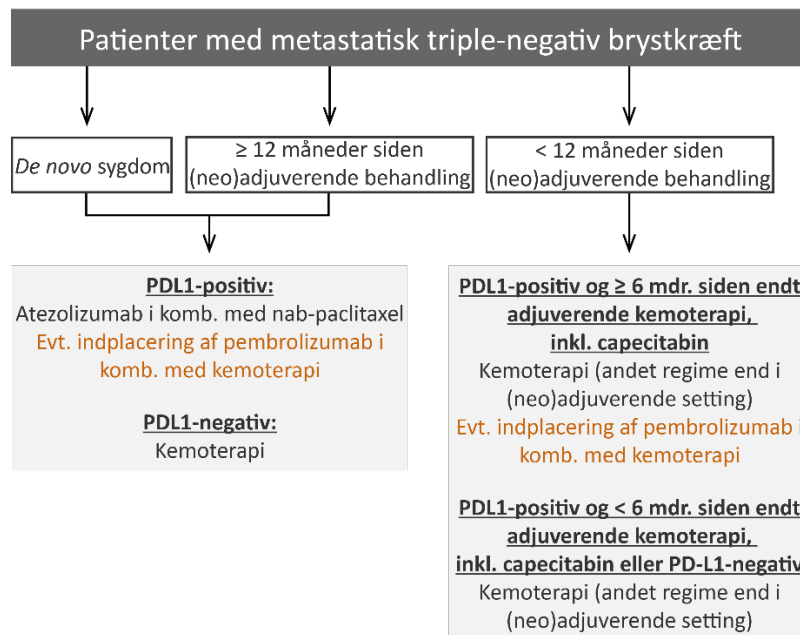 Patienter med metastatisk triple-negativ brystkræft
De novo sygdom
≥ 12 måneder siden
(neo)adjuverende behandling
< 12 måneder siden
(neo)adjuverende behandling
PDL1-positiv:
Atezolizumab i komb. med nab-paclitaxel
Evt. indplacering af pembrolizumab i
komb. med kemoterapi
PDL1-negativ:
Kemoterapi
PDL1-positiv og ≥ 6 mdr. siden endt
adjuverende kemoterapi,
inkl. capecitabin
Kemoterapi (andet regime end i
(neo)adjuverende setting)
Evt. indplacering af pembrolizumab i
komb. med kemoterapi
PDL1-positiv og < 6 mdr. siden endt
adjuverende kemoterapi,
inkl. capecitabin eller PD-L1-negativ
Kemoterapi (andet regime end i
(neo)adjuverende setting)